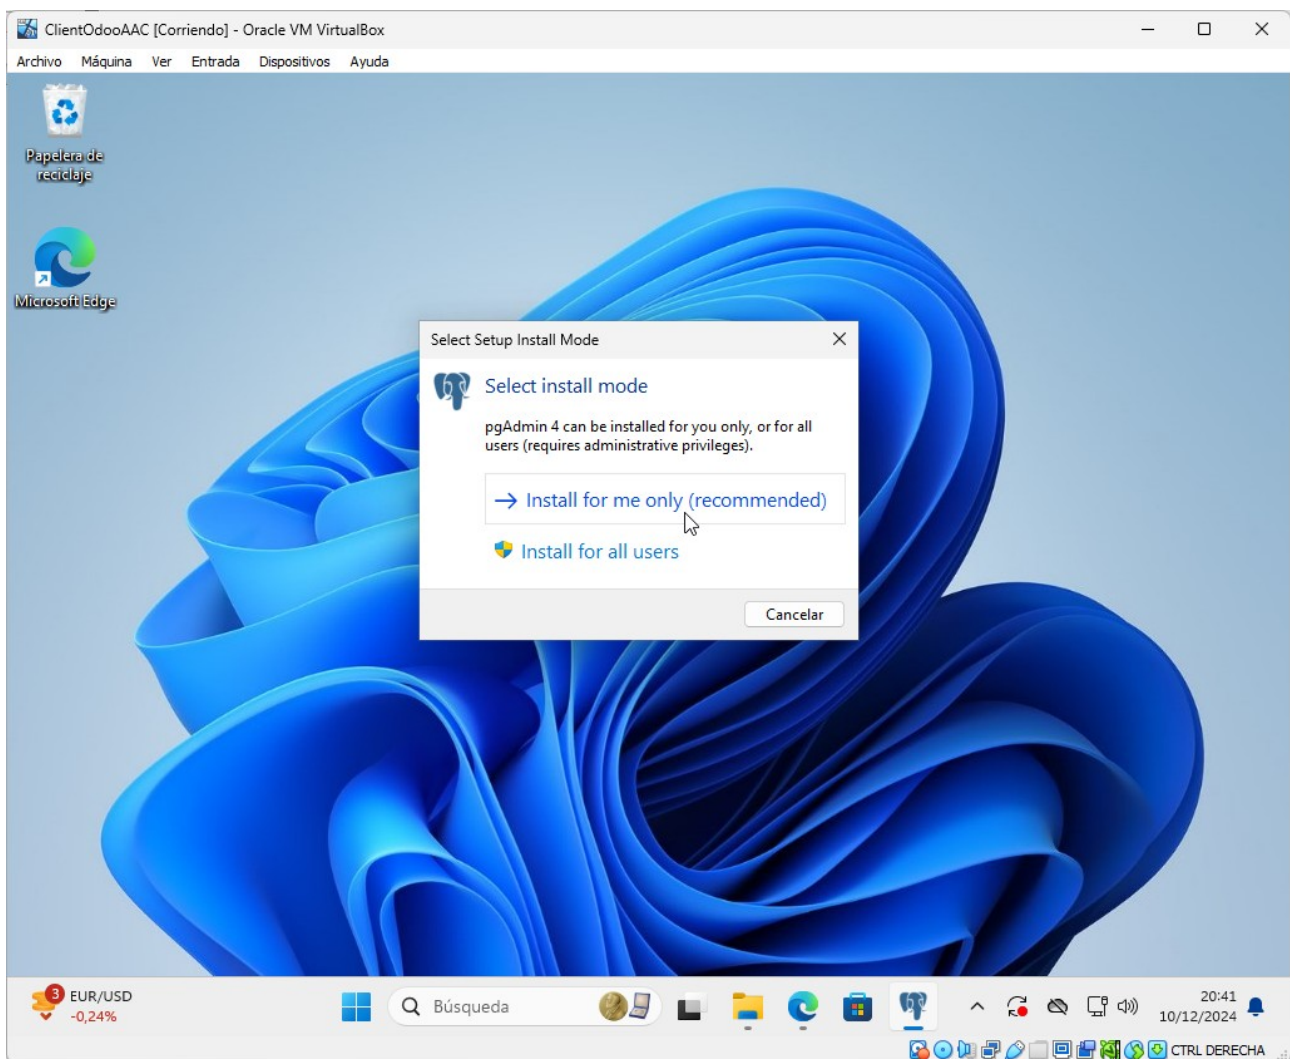 ClientOdooAAC [Corriendo] - Oracle VM VirtualBox
Archivo Máquina Ver Entrada Dispositivos Ayuda
Papelera de
reciclaje
Microsoft Edge
Select Setup Install Mode
Select install mode
pgAdmin 4 can be installed for you only, or for all
users (requires administrative privileges).
Install for me only (recommended)
Install for all users
Cancelar
3
EUR/USD
-0,24%
Búsqueda
20:41
10/12/2024
CTRL DERECHA